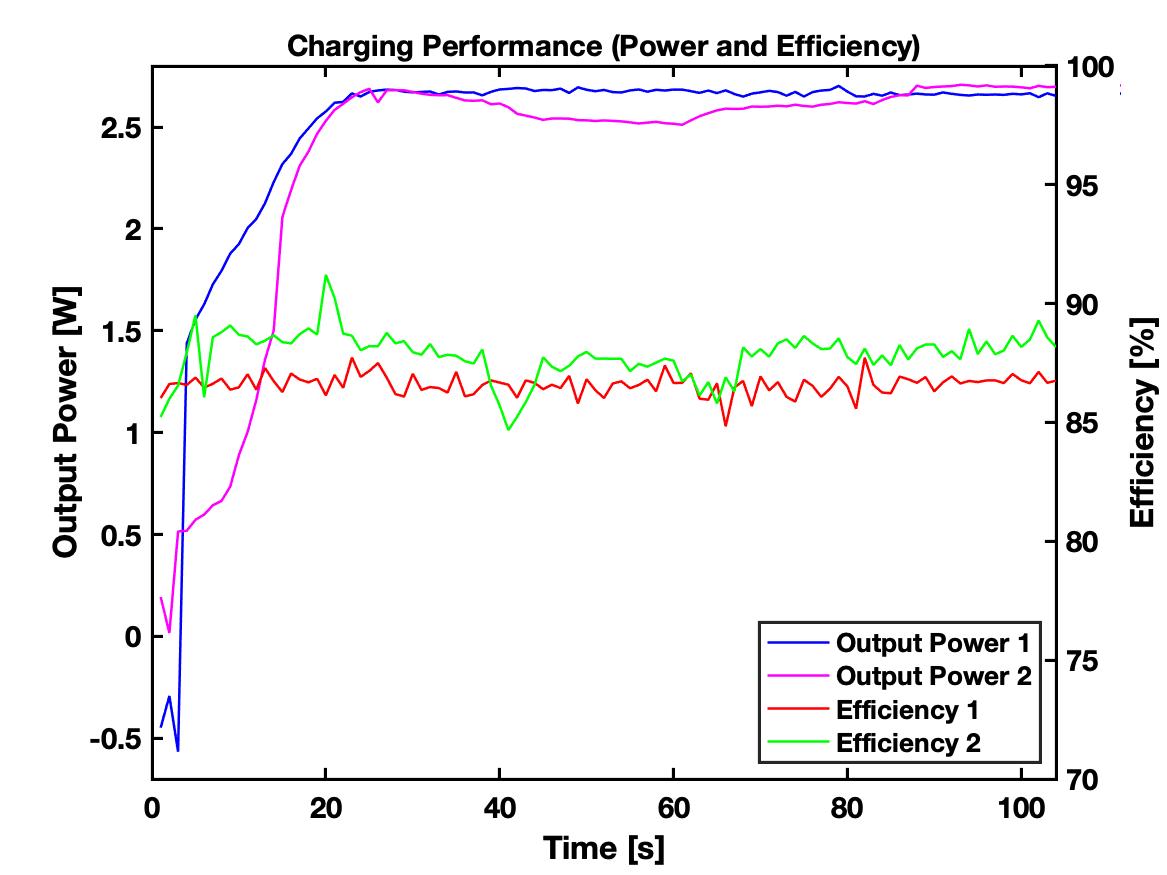 Charging Performance (Power and Efficiency)
Output Power [W]
2.5
2
1.5
1
0.5
0
-0.5
0
20
40
60
80
100
Time [s]
100
95
90
85
80
75
70
Efficiency [%]
Output Power 1
Output Power 2
Efficiency 1
Efficiency 2